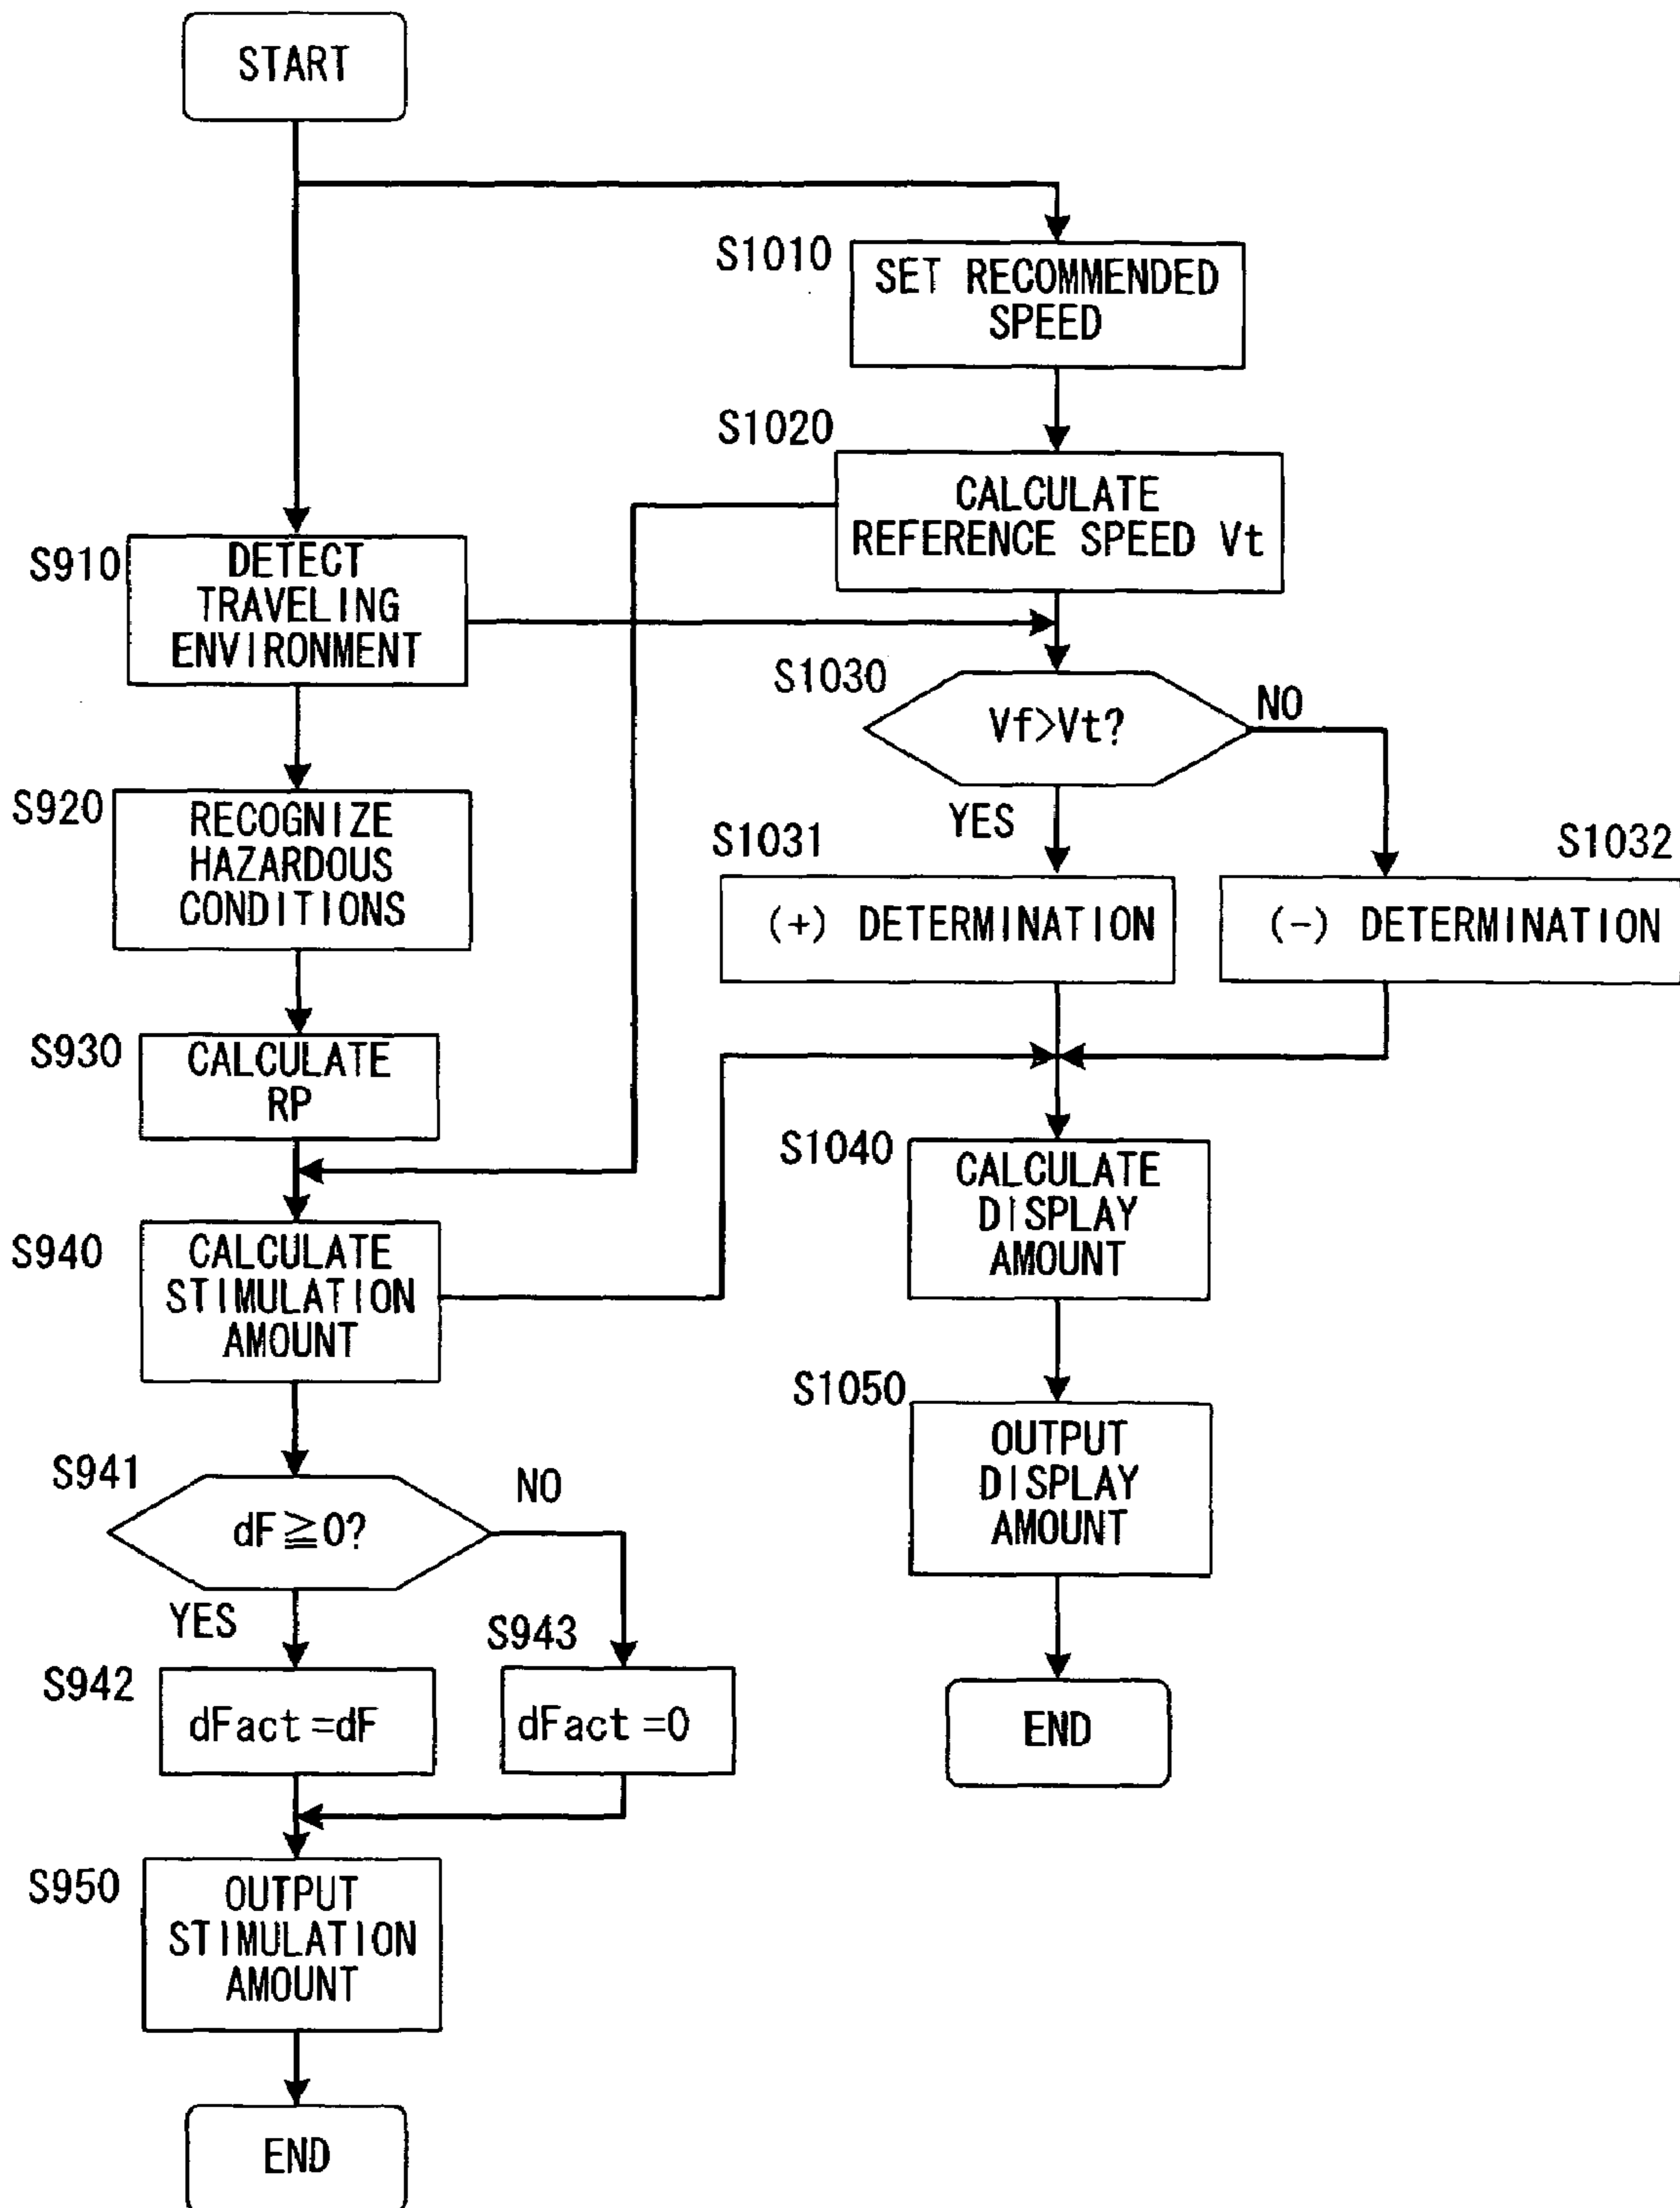 START
S1010
SET RECOMMENDED
SPEED
S1020
CALCULATE
REFERENCE SPEED Vt
S910
DETECT
TRAVELING
ENVIRONMENT
S1030
Vf>Vt?
NO
YES
S920
RECOGNIZE
HAZARDOUS
CONDITIONS
S1031
(+) DETERMINATION
S1032
(-) DETERMINATION
S930
CALCULATE
RP
S1040
CALCULATE
DISPLAY
AMOUNT
S940
CALCULATE
STIMULATION
AMOUNT
S1050
OUTPUT
DISPLAY
AMOUNT
S941
dF≧0?
NO
YES
S942
dFact=dF
S943
dFact=0
END
S950
OUTPUT
STIMULATION
AMOUNT
END